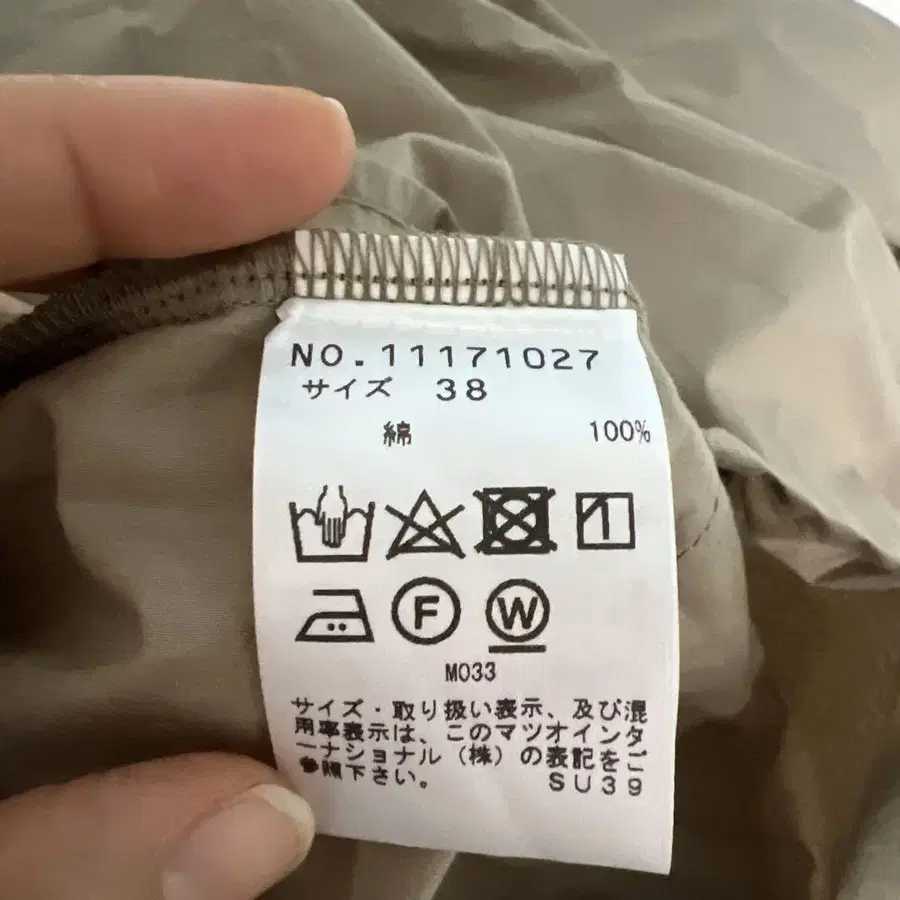 NO.11171027
サイズ 38
綿 100%
F W
M033
サイズ・取り扱い表示、及び混
用率表示は、このマツオインタ
ーナショナル(株)の表記をご
参照下さい。 SU39